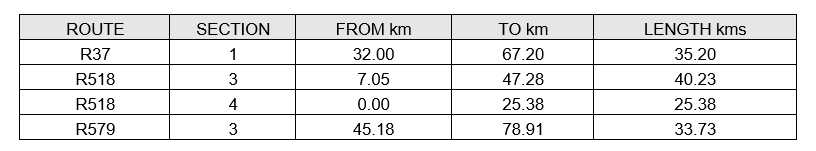 ROUTE SECTION FROM km TO km LENGTH kms
R37 1 32.00 67.20 35.20
R518 3 7.05 47.28 40.23
R518 4 0.00 25.38 25.38
R579 3 45.18 78.91 33.73